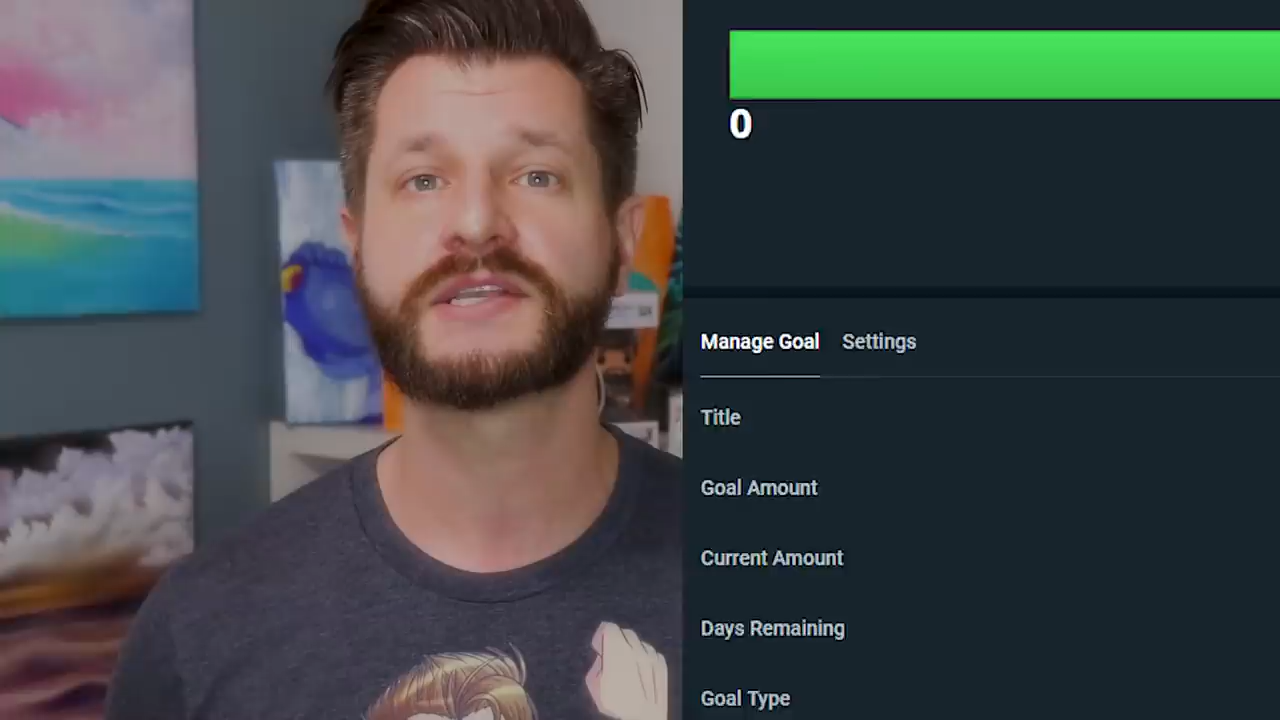 0
Manage Goal Settings
Title
Goal Amount
Current Amount
Days Remaining
Goal Type